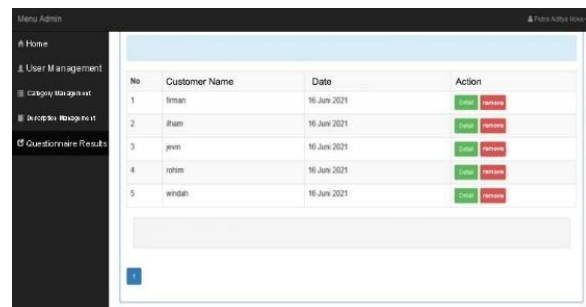 Menu Admin
Putra Aditya
Home
User Management
Category Management
Description Management
Questionnaire Results
No Customer Name Date Action
1 firman 16 Juni 2021 Detail remove
2 ilham 16 Juni 2021 Detail remove
3 jevin 16 Juni 2021 Detail remove
4 rohim 16 Juni 2021 Detail remove
5 windah 16 Juni 2021 Detail remove
1